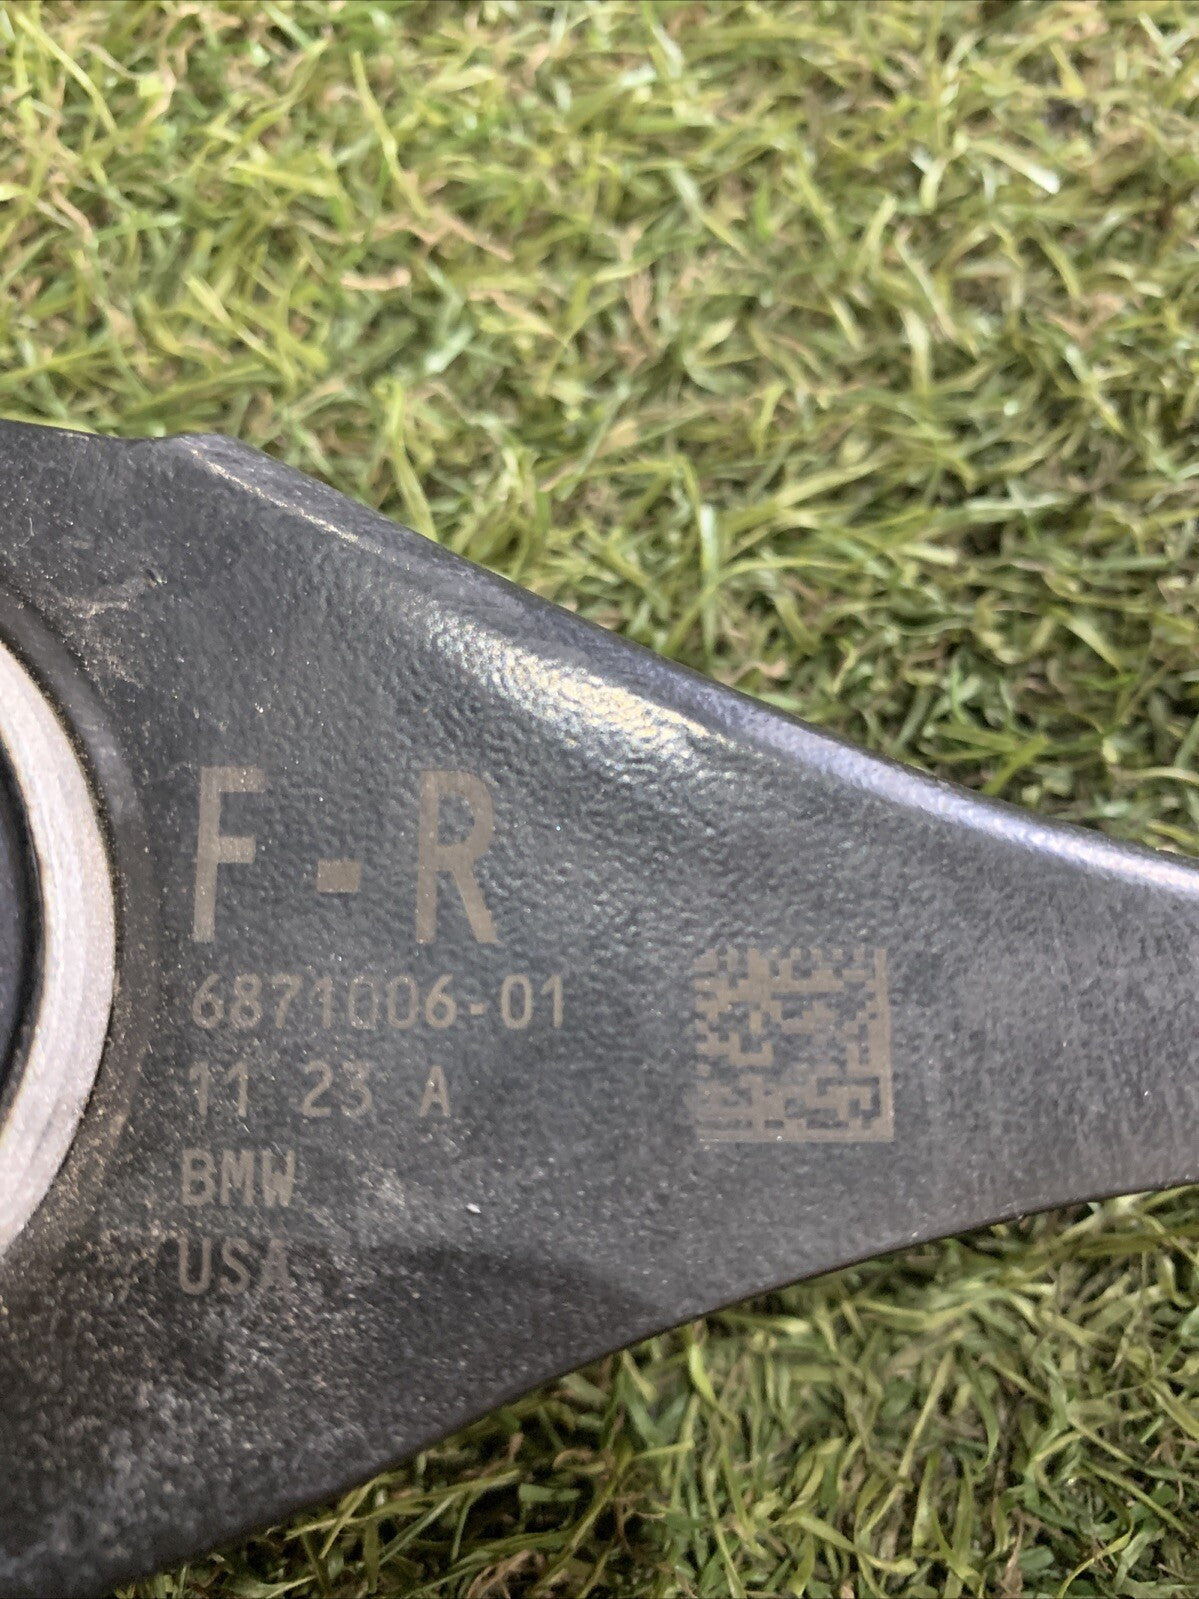 F-R
6871006-01
11 23 A
BMW
USA